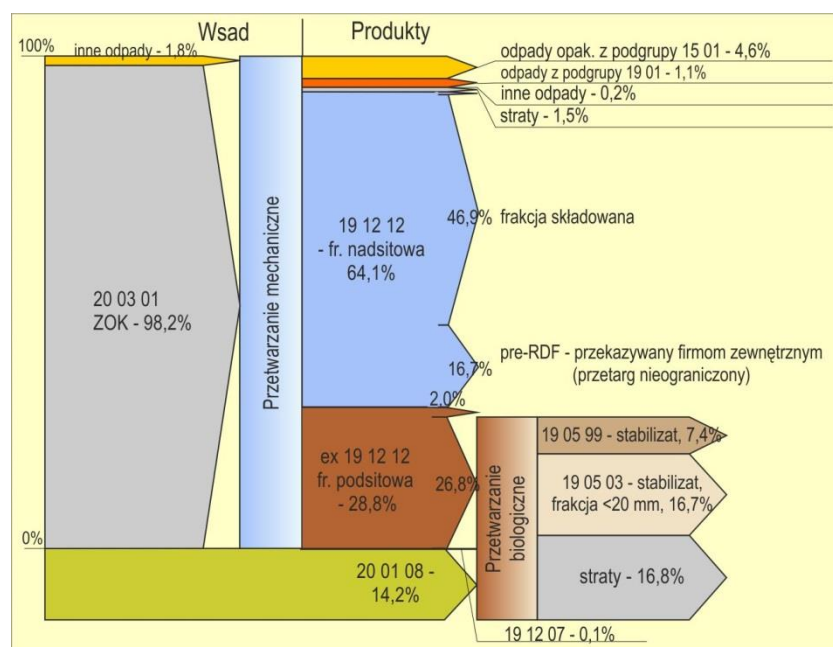 Wsad
Produkty
100%
inne odpady - 1,8%
odpady opak. z podgrupy 15 01 - 4,6%
odpady z podgrupy 19 01 - 1,1%
inne odpady - 0,2%
straty - 1,5%
20 03 01
ZOK - 98,2%
Przetwarzanie mechaniczne
19 12 12
- fr. nadsitowa
64,1%
46,9%
frakcja składowana
16,7%
pre-RDF - przekazywany firmom zewnętrznym
(przetarg nieograniczony)
2,0%
ex 19 12 12
fr. podsitowa
- 28,8%
26,8%
Przetwarzanie
biologiczne
19 05 99 - stabilizat, 7,4%
19 05 03 - stabilizat,
frakcja <20 mm, 16,7%
straty - 16,8%
0%
20 01 08 -
14,2%
19 12 07 - 0,1%